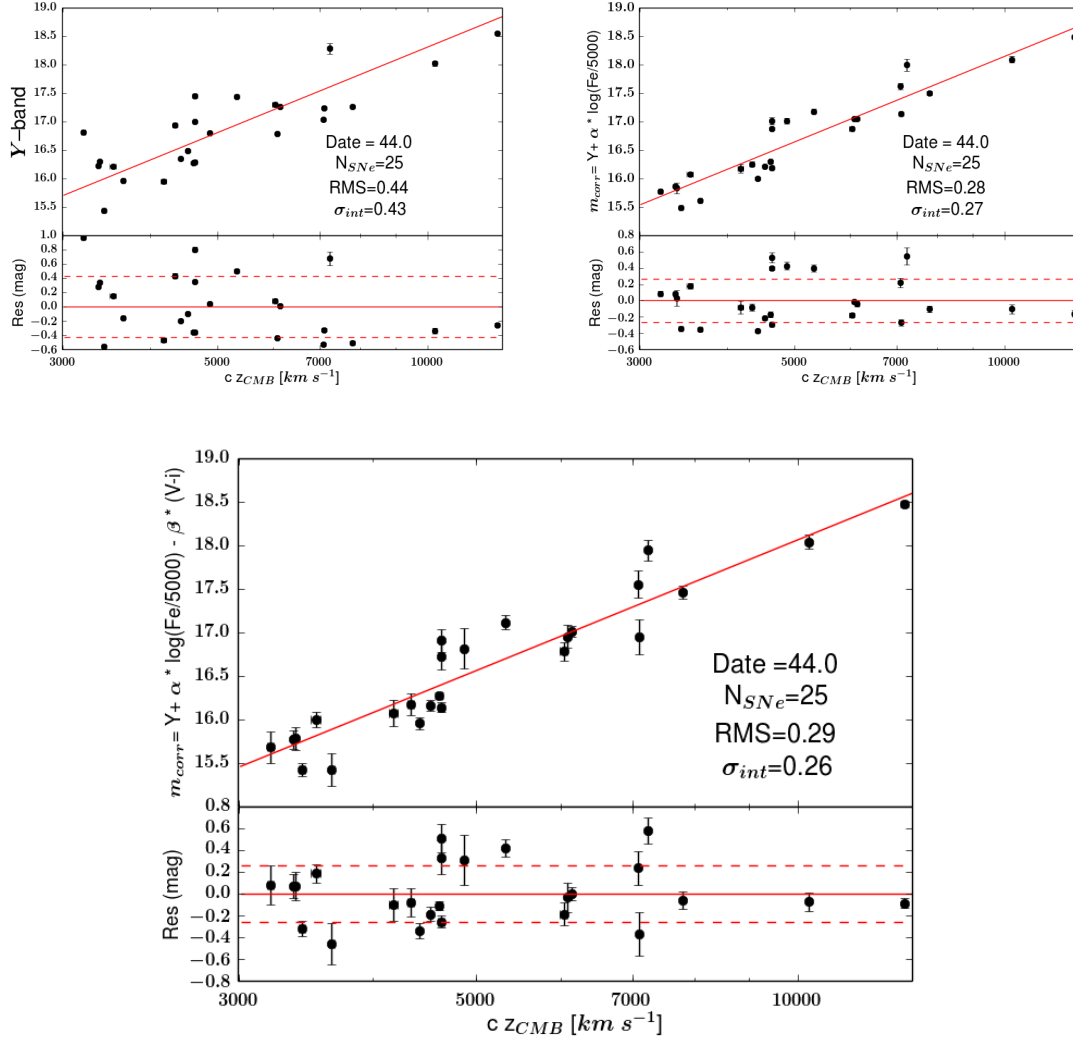 19.0
18.5
18.0
17.5
17.0
16.5
16.0
15.5
1.0
Y−band
Date = 44.0
N_SNe=25
RMS=0.44
σ_int=0.43
0.8
0.6
0.4
0.2
0.0
−0.2
−0.4
−0.6
Res (mag)
3000
5000
7000
10000
c z_CMB [km s⁻¹]
19.0
18.5
18.0
17.5
17.0
16.5
16.0
15.5
0.8
m_corr= Y+ α * log(Fe/5000)
Date = 44.0
N_SNe=25
RMS=0.28
σ_int=0.27
0.6
0.4
0.2
0.0
−0.2
−0.4
−0.6
Res (mag)
3000
5000
7000
10000
c z_CMB [km s⁻¹]
19.0
18.5
18.0
17.5
17.0
16.5
16.0
15.5
0.8
m_corr= Y+ α * log(Fe/5000) - β * (V-i)
Date =44.0
N_SNe=25
RMS=0.29
σ_int=0.26
0.6
0.4
0.2
0.0
−0.2
−0.4
−0.6
−0.8
Res (mag)
3000
5000
7000
10000
c z_CMB [km s⁻¹]